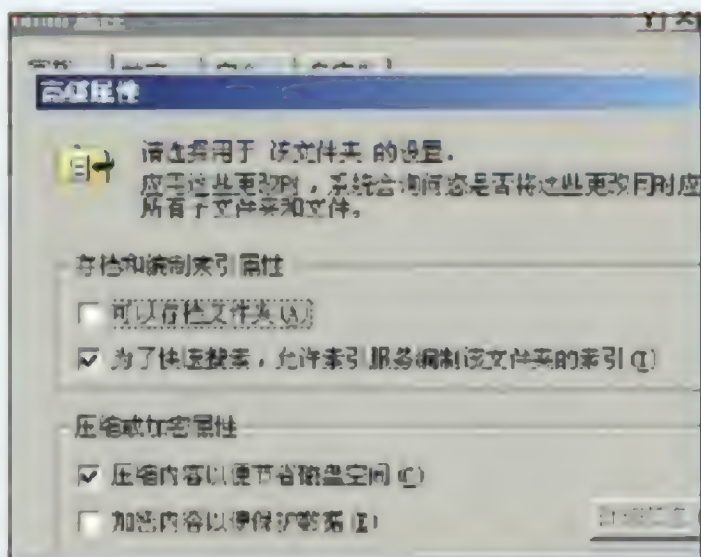 高级属性
请选择用于 该文件夹 的设置。
应用这些更改时，系统会询问您是否将这些更改同时应
所有子文件夹和文件。
存档和编制索引属性
可以存档文件夹(A)
为了快速搜索，允许索引服务编制该文件夹的索引(I)
压缩或加密属性
压缩内容以便节省磁盘空间(C)
加密内容以便保护数据(E)